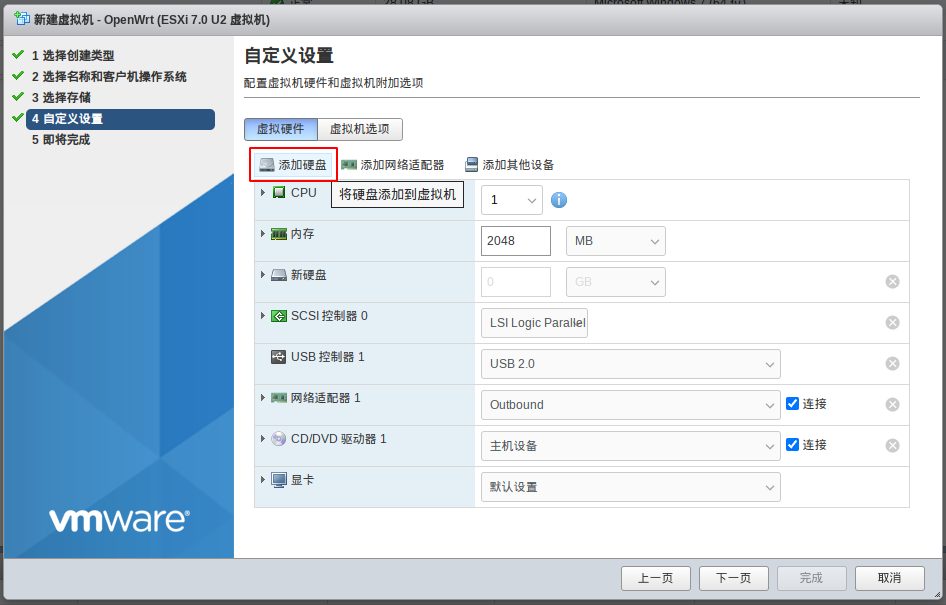 新建虚拟机 - OpenWrt (ESXi 7.0 U2 虚拟机)
1 选择创建类型
2 选择名称和客户机操作系统
3 选择存储
4 自定义设置
5 即将完成
vmware®
自定义设置
配置虚拟机硬件和虚拟机附加选项
虚拟硬件 虚拟机选项
添加硬盘 添加网络适配器 添加其他设备
CPU 将硬盘添加到虚拟机 1
内存 2048 MB
新硬盘 0 GB
SCSI 控制器 0 LSI Logic Parallel
USB 控制器 1 USB 2.0
网络适配器 1 Outbound 连接
CD/DVD 驱动器 1 主机设备 连接
显卡 默认设置
上一页 下一页 完成 取消